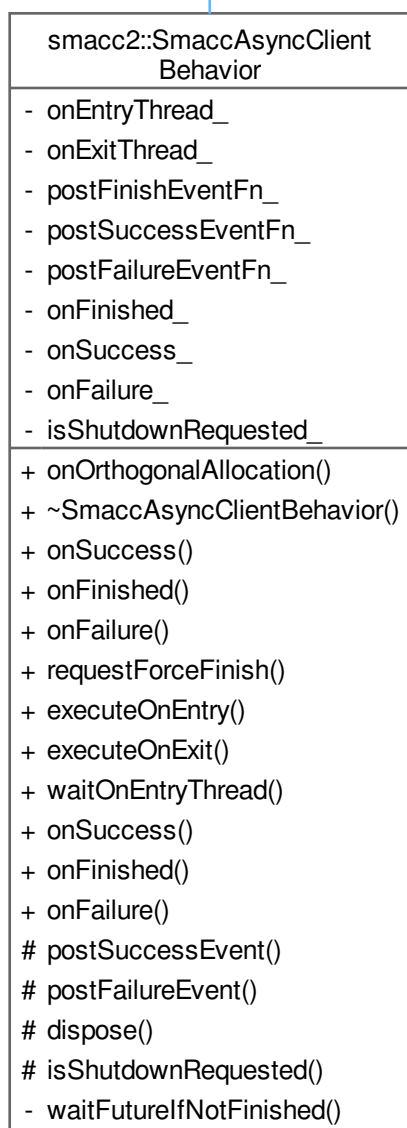 smacc2::SmaccAsyncClient
Behavior
- onEntryThread_
- onExitThread_
- postFinishEventFn_
- postSuccessEventFn_
- postFailureEventFn_
- onFinished_
- onSuccess_
- onFailure_
- isShutdownRequested_
+ onOrthogonalAllocation()
+ ~SmaccAsyncClientBehavior()
+ onSuccess()
+ onFinished()
+ onFailure()
+ requestForceFinish()
+ executeOnEntry()
+ executeOnExit()
+ waitOnEntryThread()
+ onSuccess()
+ onFinished()
+ onFailure()
# postSuccessEvent()
# postFailureEvent()
# dispose()
# isShutdownRequested()
- waitFutureIfNotFinished()